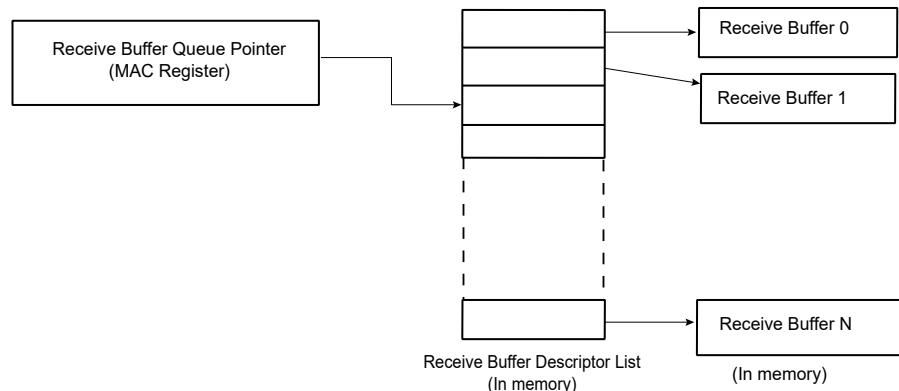 Receive Buffer Queue Pointer
(MAC Register)
Receive Buffer 0
Receive Buffer 1
Receive Buffer N
Receive Buffer Descriptor List
(In memory)
(In memory)